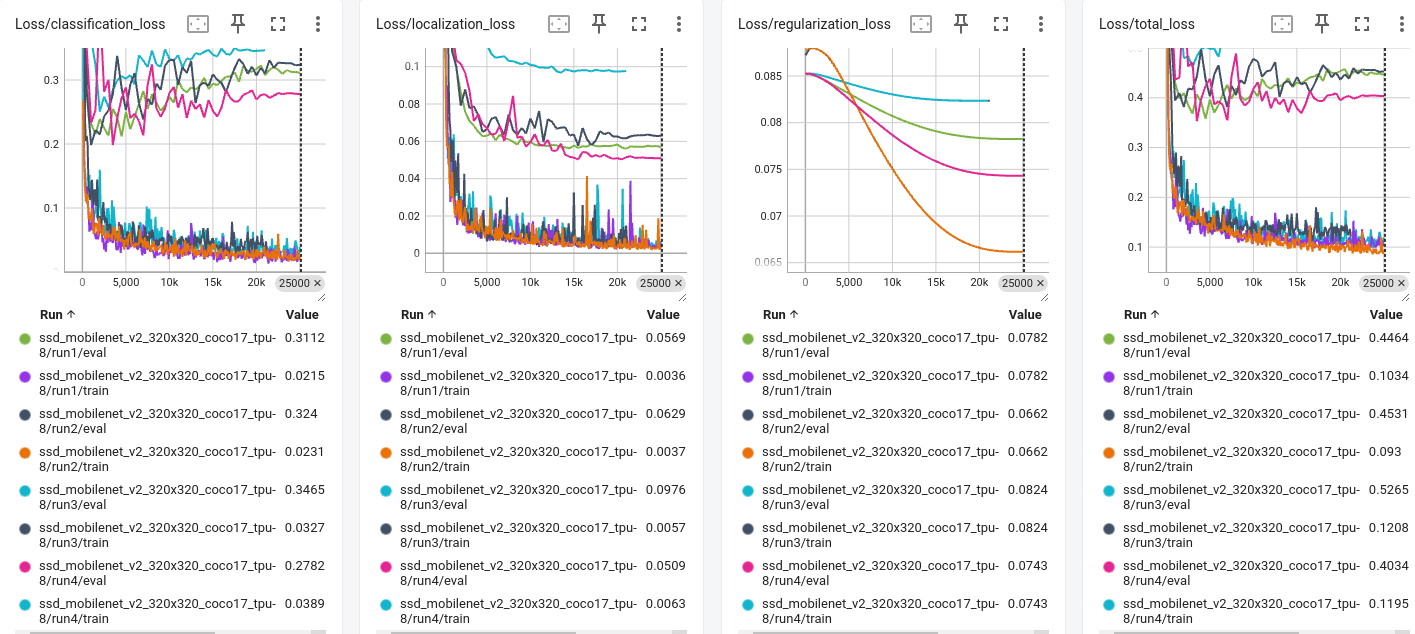 Loss/classification_loss
0.3
0.2
0.1
0
5,000
10k
15k
20k
25000 ×
Run ↑ Value
ssd_mobilenet_v2_320x320_coco17_tpu- 0.3112
8/run1/eval
ssd_mobilenet_v2_320x320_coco17_tpu- 0.0215
8/run1/train
ssd_mobilenet_v2_320x320_coco17_tpu- 0.324
8/run2/eval
ssd_mobilenet_v2_320x320_coco17_tpu- 0.0231
8/run2/train
ssd_mobilenet_v2_320x320_coco17_tpu- 0.3465
8/run3/eval
ssd_mobilenet_v2_320x320_coco17_tpu- 0.0327
8/run3/train
ssd_mobilenet_v2_320x320_coco17_tpu- 0.2782
8/run4/eval
ssd_mobilenet_v2_320x320_coco17_tpu- 0.0389
8/run4/train
Loss/localization_loss
0.1
0.08
0.06
0.04
0.02
0
0
5,000
10k
15k
20k
25000 ×
Run ↑ Value
ssd_mobilenet_v2_320x320_coco17_tpu- 0.0569
8/run1/eval
ssd_mobilenet_v2_320x320_coco17_tpu- 0.0036
8/run1/train
ssd_mobilenet_v2_320x320_coco17_tpu- 0.0629
8/run2/eval
ssd_mobilenet_v2_320x320_coco17_tpu- 0.0037
8/run2/train
ssd_mobilenet_v2_320x320_coco17_tpu- 0.0976
8/run3/eval
ssd_mobilenet_v2_320x320_coco17_tpu- 0.0057
8/run3/train
ssd_mobilenet_v2_320x320_coco17_tpu- 0.0509
8/run4/eval
ssd_mobilenet_v2_320x320_coco17_tpu- 0.0063
8/run4/train
Loss/regularization_loss
0.085
0.08
0.075
0.07
0.065
0
5,000
10k
15k
20k
25000 ×
Run ↑ Value
ssd_mobilenet_v2_320x320_coco17_tpu- 0.0782
8/run1/eval
ssd_mobilenet_v2_320x320_coco17_tpu- 0.0782
8/run1/train
ssd_mobilenet_v2_320x320_coco17_tpu- 0.0662
8/run2/eval
ssd_mobilenet_v2_320x320_coco17_tpu- 0.0662
8/run2/train
ssd_mobilenet_v2_320x320_coco17_tpu- 0.0824
8/run3/eval
ssd_mobilenet_v2_320x320_coco17_tpu- 0.0824
8/run3/train
ssd_mobilenet_v2_320x320_coco17_tpu- 0.0743
8/run4/eval
ssd_mobilenet_v2_320x320_coco17_tpu- 0.0743
8/run4/train
Loss/total_loss
0.4
0.3
0.2
0.1
0
5,000
10k
15k
20k
25000 ×
Run ↑ Value
ssd_mobilenet_v2_320x320_coco17_tpu- 0.4464
8/run1/eval
ssd_mobilenet_v2_320x320_coco17_tpu- 0.1034
8/run1/train
ssd_mobilenet_v2_320x320_coco17_tpu- 0.4531
8/run2/eval
ssd_mobilenet_v2_320x320_coco17_tpu- 0.093
8/run2/train
ssd_mobilenet_v2_320x320_coco17_tpu- 0.5265
8/run3/eval
ssd_mobilenet_v2_320x320_coco17_tpu- 0.1208
8/run3/train
ssd_mobilenet_v2_320x320_coco17_tpu- 0.4034
8/run4/eval
ssd_mobilenet_v2_320x320_coco17_tpu- 0.1195
8/run4/train